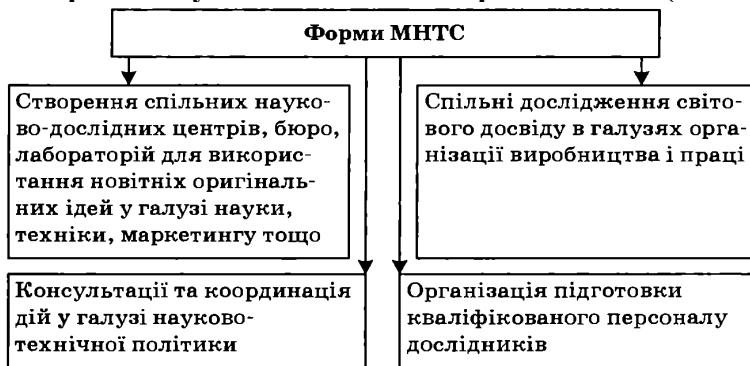 Форми МНТС
Створення спільних науко-
во-дослідних центрів, бюро,
лабораторій для викорис-
тання новітніх оригіналь-
них ідей у галузі науки,
техніки, маркетингу тощо
Спільні дослідження світо-
вого досвіду в галузях орга-
нізації виробництва і праці
Консультації та координація
дій у галузі науково-
технічної політики
Організація підготовки
кваліфікованого персоналу
дослідників